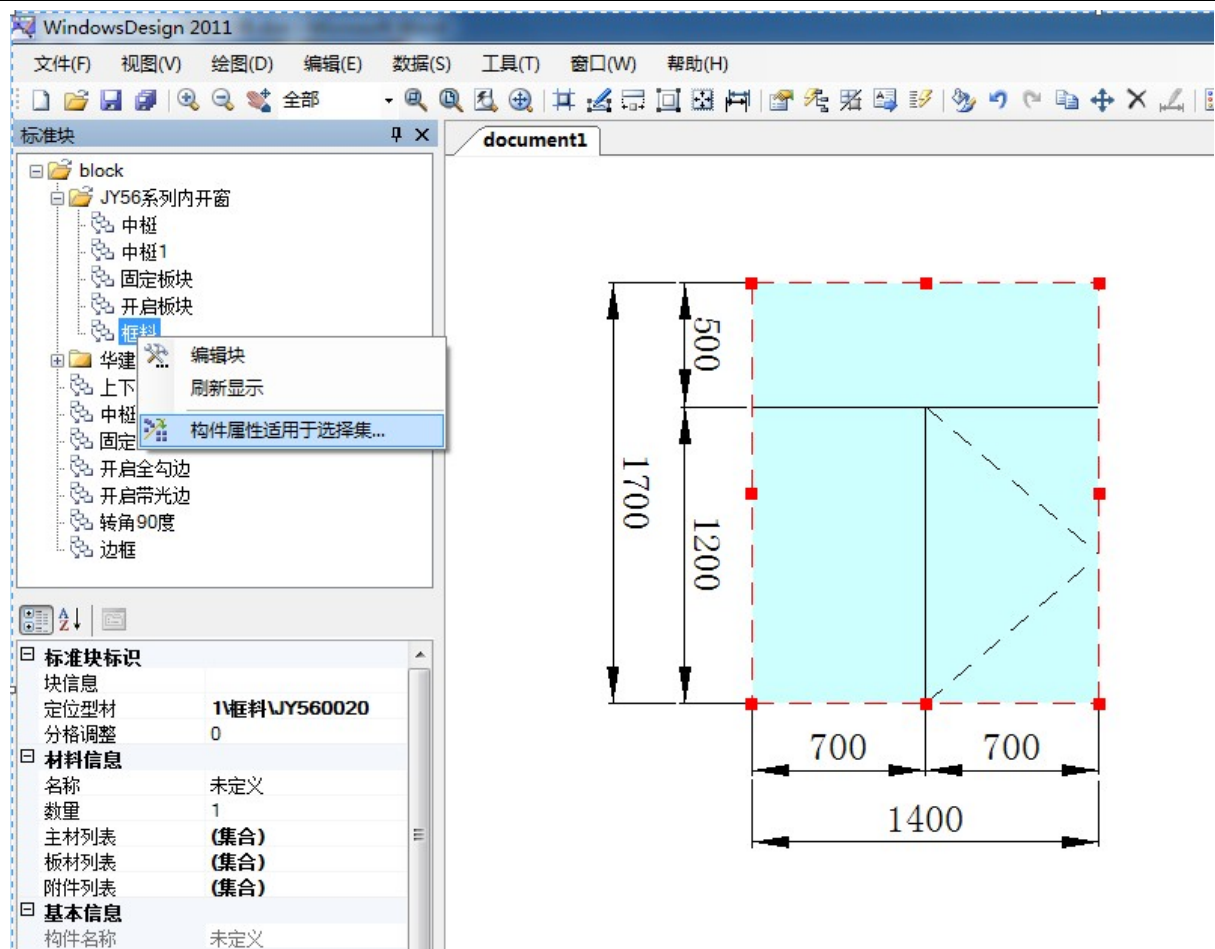 WindowsDesign 2011
文件(F) 视图(V) 绘图(D) 编辑(E) 数据(S) 工具(T) 窗口(W) 帮助(H)
全部
标准块
document1
block
JY56系列内开窗
中梃
中梃1
固定板块
开启板块
框料
华建
上下
中梃
固定
开启全勾边
开启带光边
转角90度
边框
编辑块
刷新显示
构件属性适用于选择集...
500
1700
1200
700
700
1400
标准块标识
块信息
定位型材 1\框料\JY560020
分格调整 0
材料信息
名称 未定义
数量 1
主材列表 (集合)
板材列表 (集合)
附件列表 (集合)
基本信息
构件名称 未定义